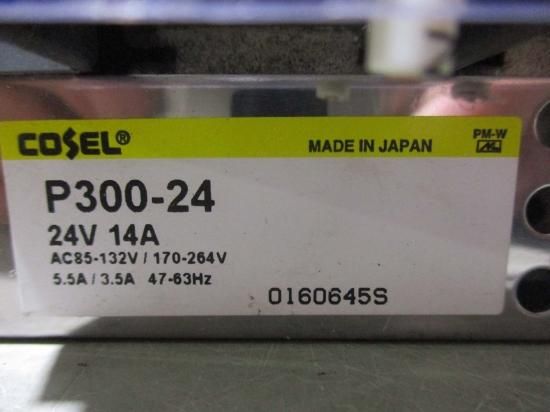 COSEL®
MADE IN JAPAN
PM-W
P300-24
24V 14A
AC85-132V / 170-264V
5.5A / 3.5A 47-63Hz
0160645S